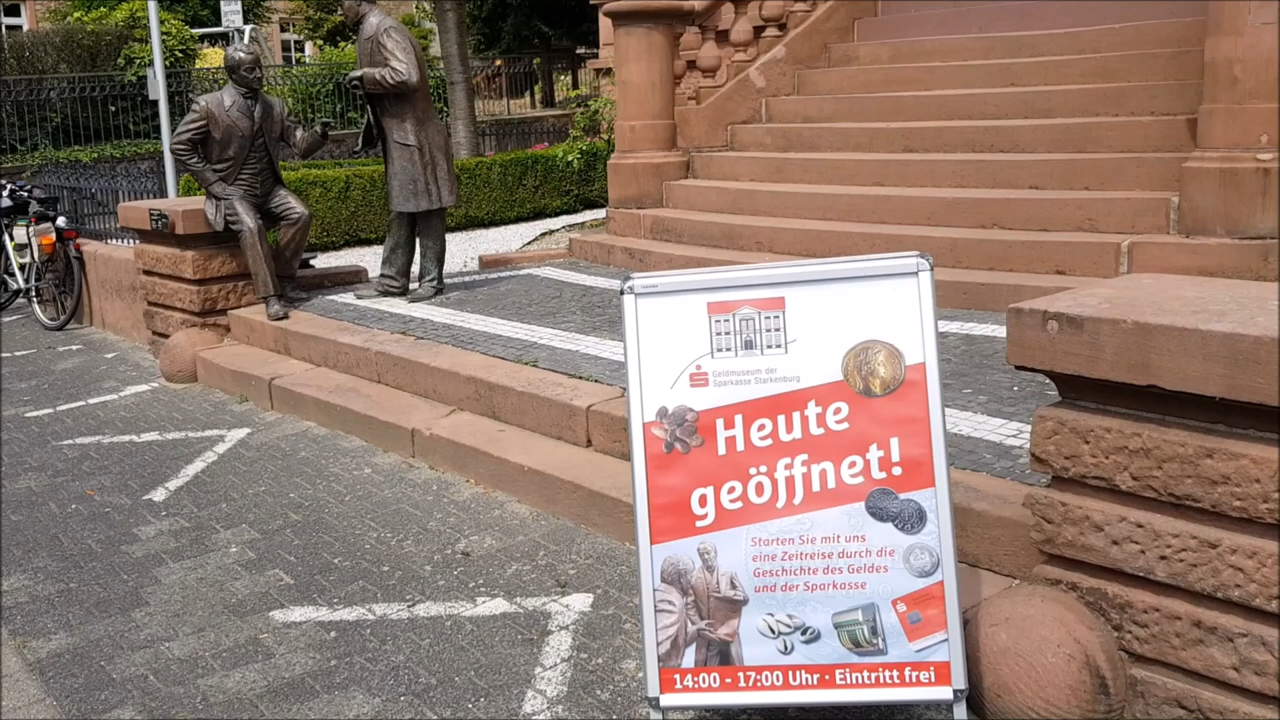 Geldmuseum der
Sparkasse Starkenburg
Heute
geöffnet!
Starten Sie mit uns
eine Zeitreise durch die
Geschichte des Geldes
und der Sparkasse
14:00 - 17:00 Uhr · Eintritt frei